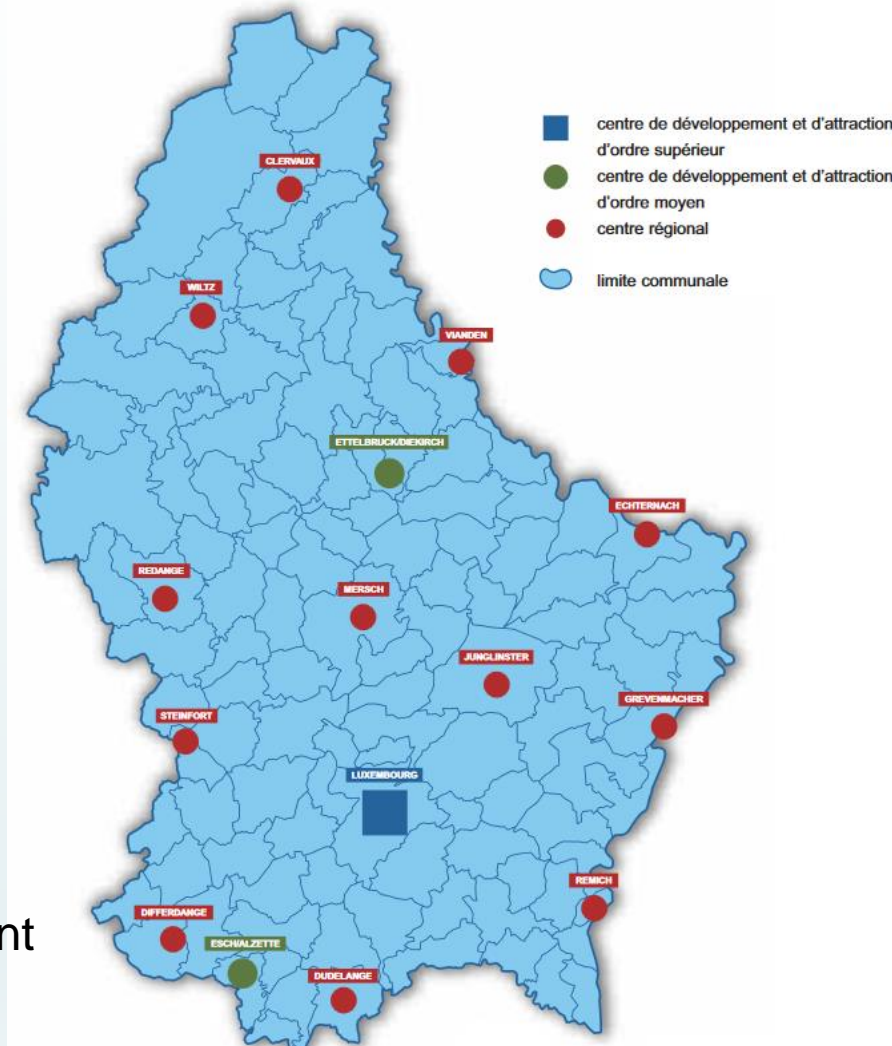 centre de développement et d'attraction
d'ordre supérieur
centre de développement et d'attraction
d'ordre moyen
centre régional
limite communale
CLERVAUX
WILTZ
VIANDEN
ETTELBRUCK/DIEKIRCH
ECHTERNACH
REDANGE
MERSCH
JUNGLINSTER
GREVENMACHER
STEINFORT
LUXEMBOURG
REMICH
DIFFERDANGE
nt
ESCH/ALZETTE
DUDELANGE